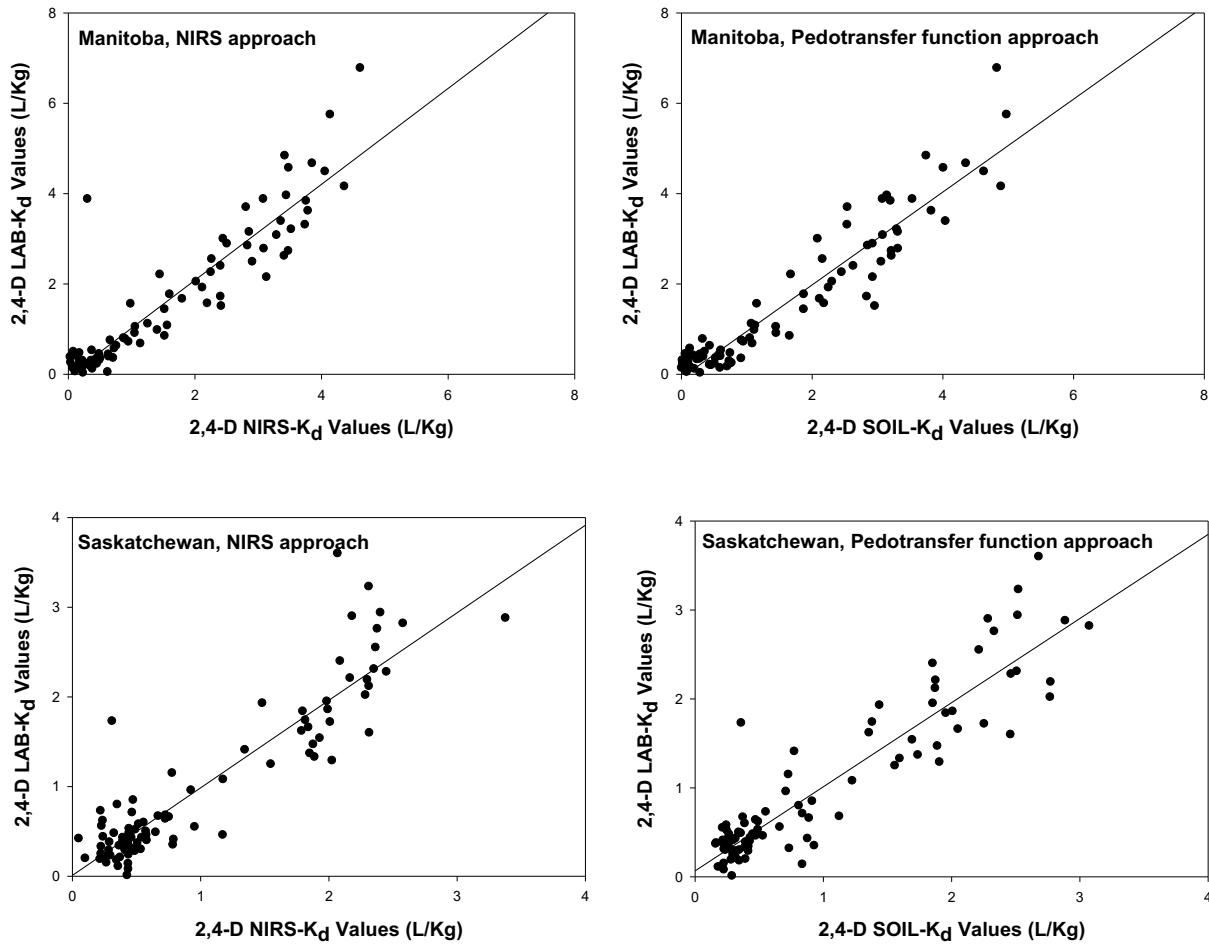 Manitoba, NIRS approach
2,4-D LAB-Kd Values (L/Kg)
8
6
4
2
0
0 2 4 6 8
2,4-D NIRS-Kd Values (L/Kg)
Manitoba, Pedotransfer function approach
2,4-D LAB-Kd Values (L/Kg)
8
6
4
2
0
0 2 4 6 8
2,4-D SOIL-Kd Values (L/Kg)
Saskatchewan, NIRS approach
2,4-D LAB-Kd Values (L/Kg)
4
3
2
1
0
0 1 2 3 4
2,4-D NIRS-Kd Values (L/Kg)
Saskatchewan, Pedotransfer function approach
2,4-D LAB-Kd Values (L/Kg)
4
3
2
1
0
0 1 2 3 4
2,4-D SOIL-Kd Values (L/Kg)